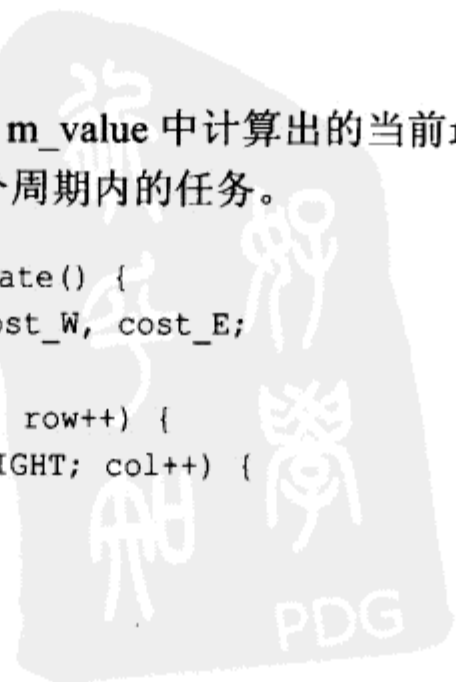 m_value 中计算出的当前
个周期内的任务。
ate() {
ost_W, cost_E;
row++) {
IGHT; col++) {
PDG